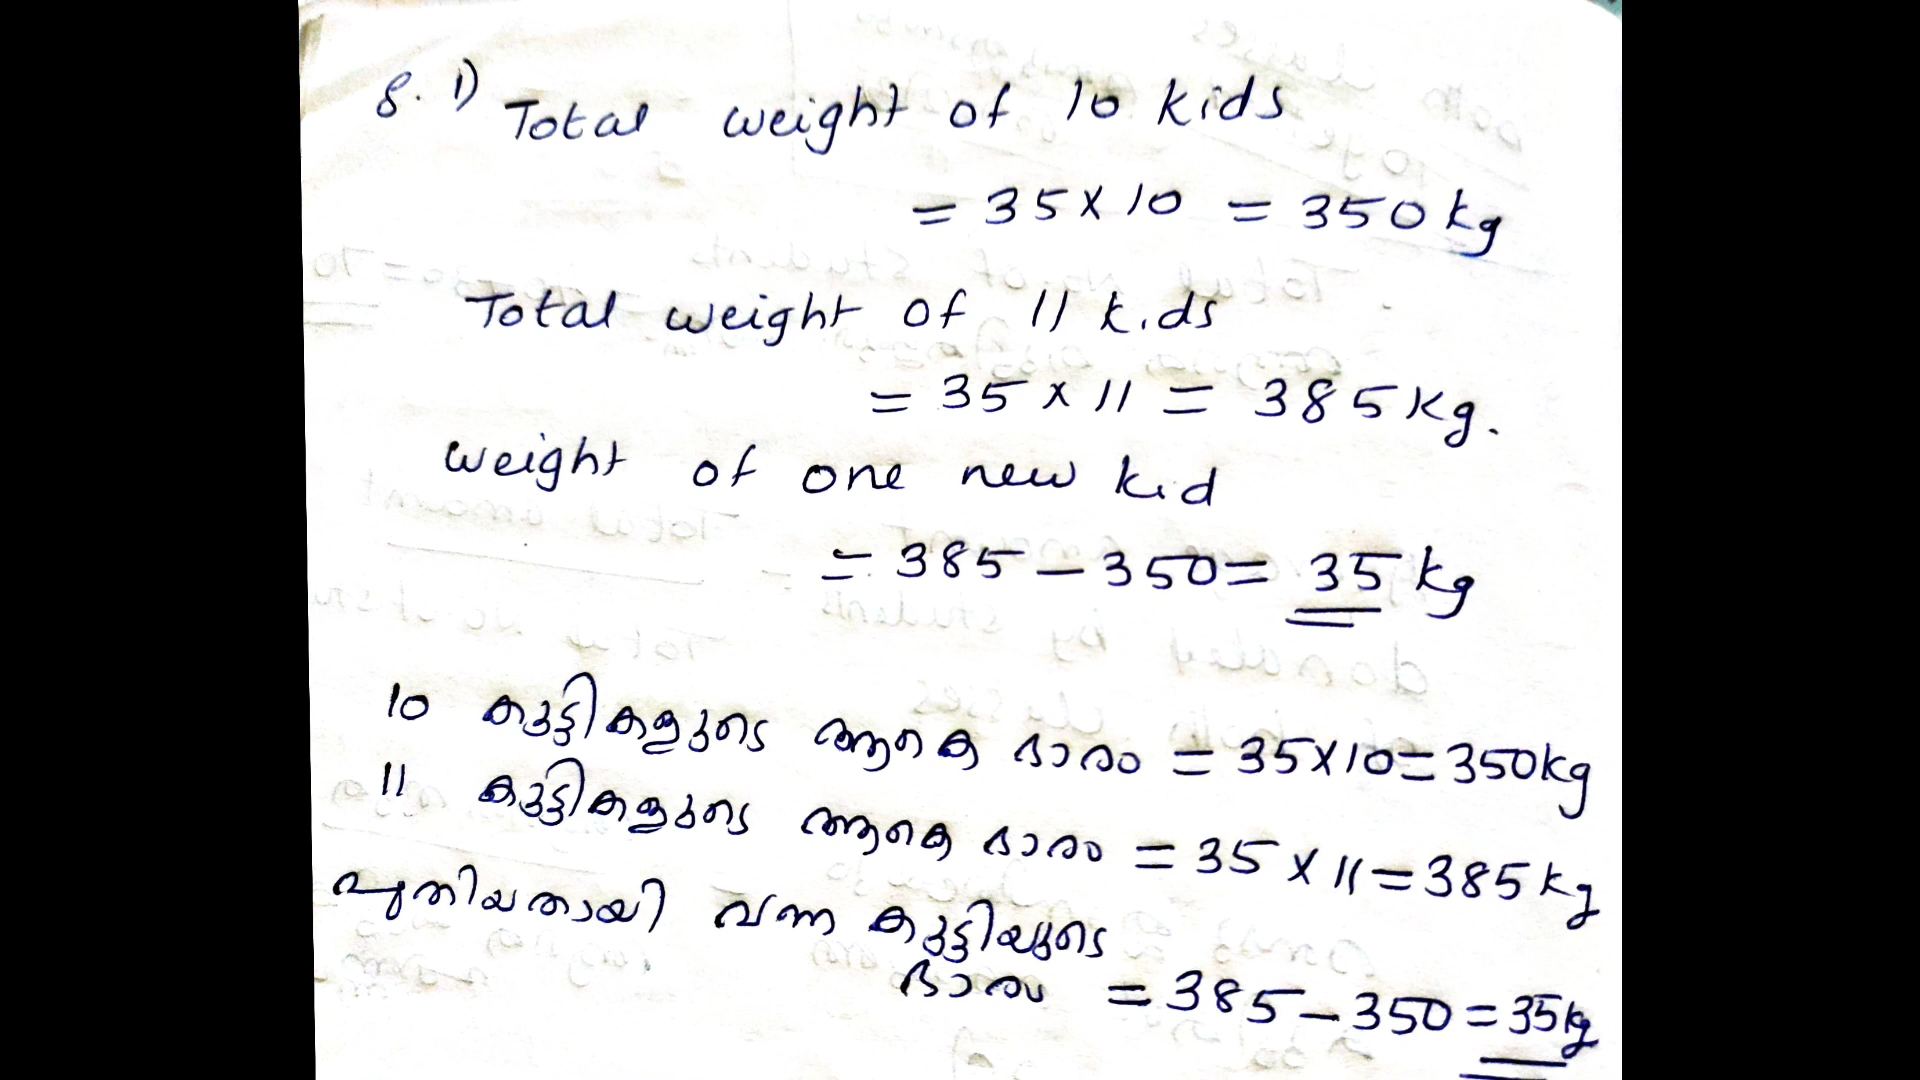 8. 1) Total weight of 10 kids
= 35 x 10 = 350 kg
Total weight of 11 kids
= 35 x 11 = 385 Kg.
weight of one new kid
= 385 - 350 = 35 kg
10 കുട്ടികളുടെ ആകെ ഭാരം = 35x10 = 350kg
11 കുട്ടികളുടെ ആകെ ഭാരം = 35 x 11 = 385 kg
പുതിയതായി വന്ന കുട്ടിയുടെ
ഭാരം = 385 - 350 = 35kg